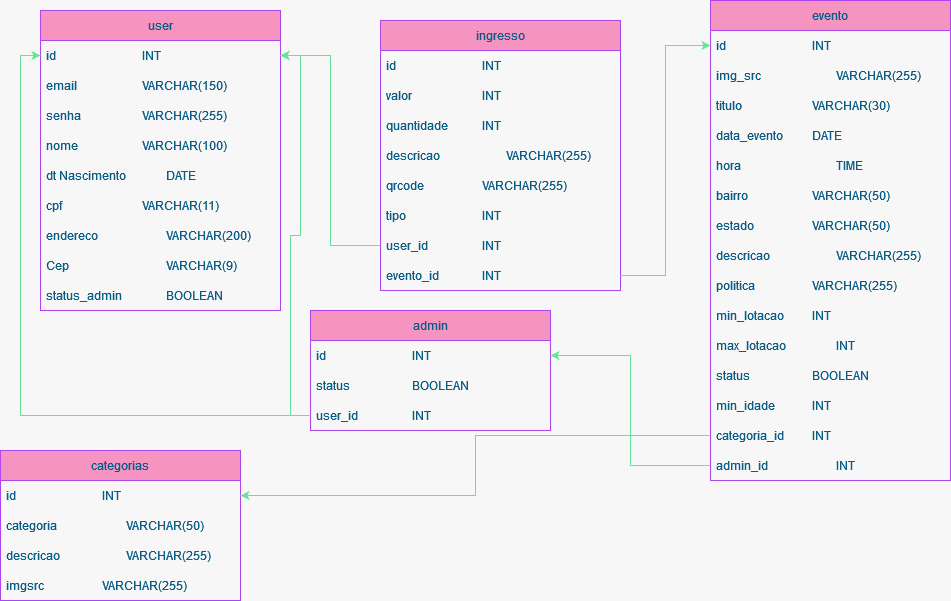 user
id INT
email VARCHAR(150)
senha VARCHAR(255)
nome VARCHAR(100)
dt Nascimento DATE
cpf VARCHAR(11)
endereco VARCHAR(200)
Cep VARCHAR(9)
status_admin BOOLEAN
ingresso
id INT
valor INT
quantidade INT
descricao VARCHAR(255)
qrcode VARCHAR(255)
tipo INT
user_id INT
evento_id INT
evento
id INT
img_src VARCHAR(255)
titulo VARCHAR(30)
data_evento DATE
hora TIME
bairro VARCHAR(50)
estado VARCHAR(50)
descricao VARCHAR(255)
politica VARCHAR(255)
min_lotacao INT
max_lotacao INT
status BOOLEAN
min_idade INT
categoria_id INT
admin_id INT
admin
id INT
status BOOLEAN
user_id INT
categorias
id INT
categoria VARCHAR(50)
descricao VARCHAR(255)
imgsrc VARCHAR(255)